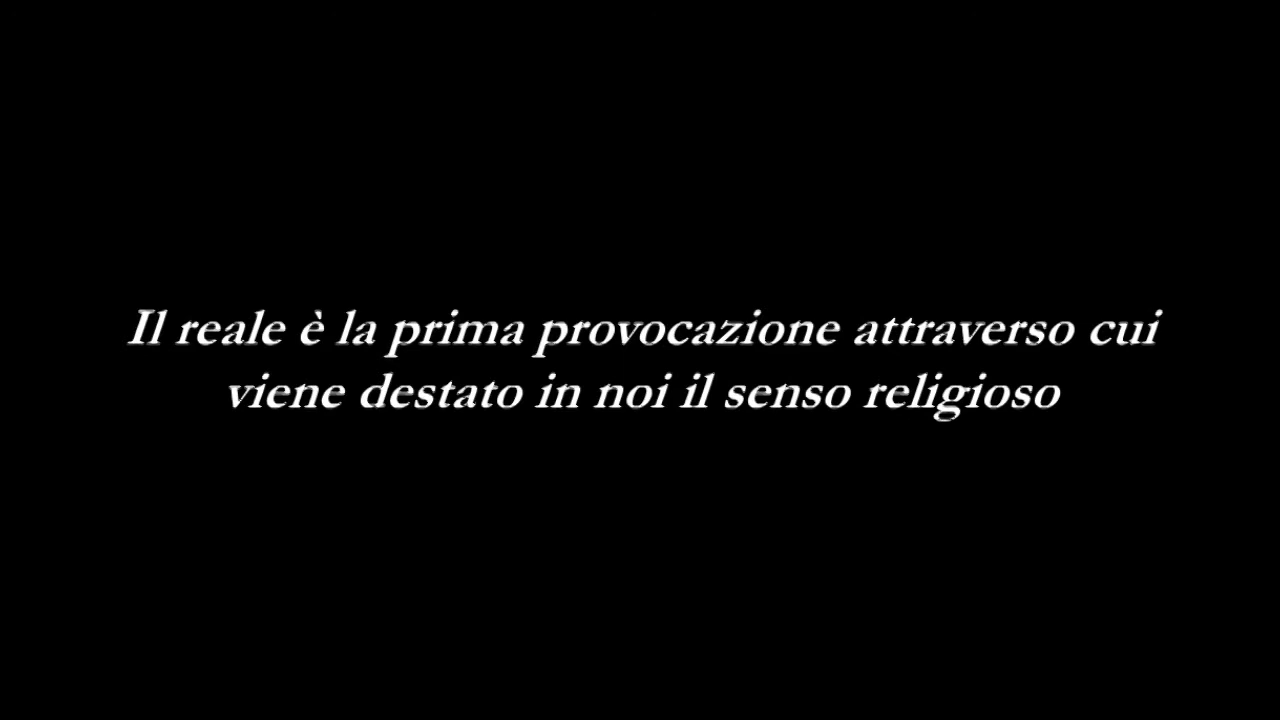 Il reale è la prima provocazione attraverso cui
viene destato in noi il senso religioso